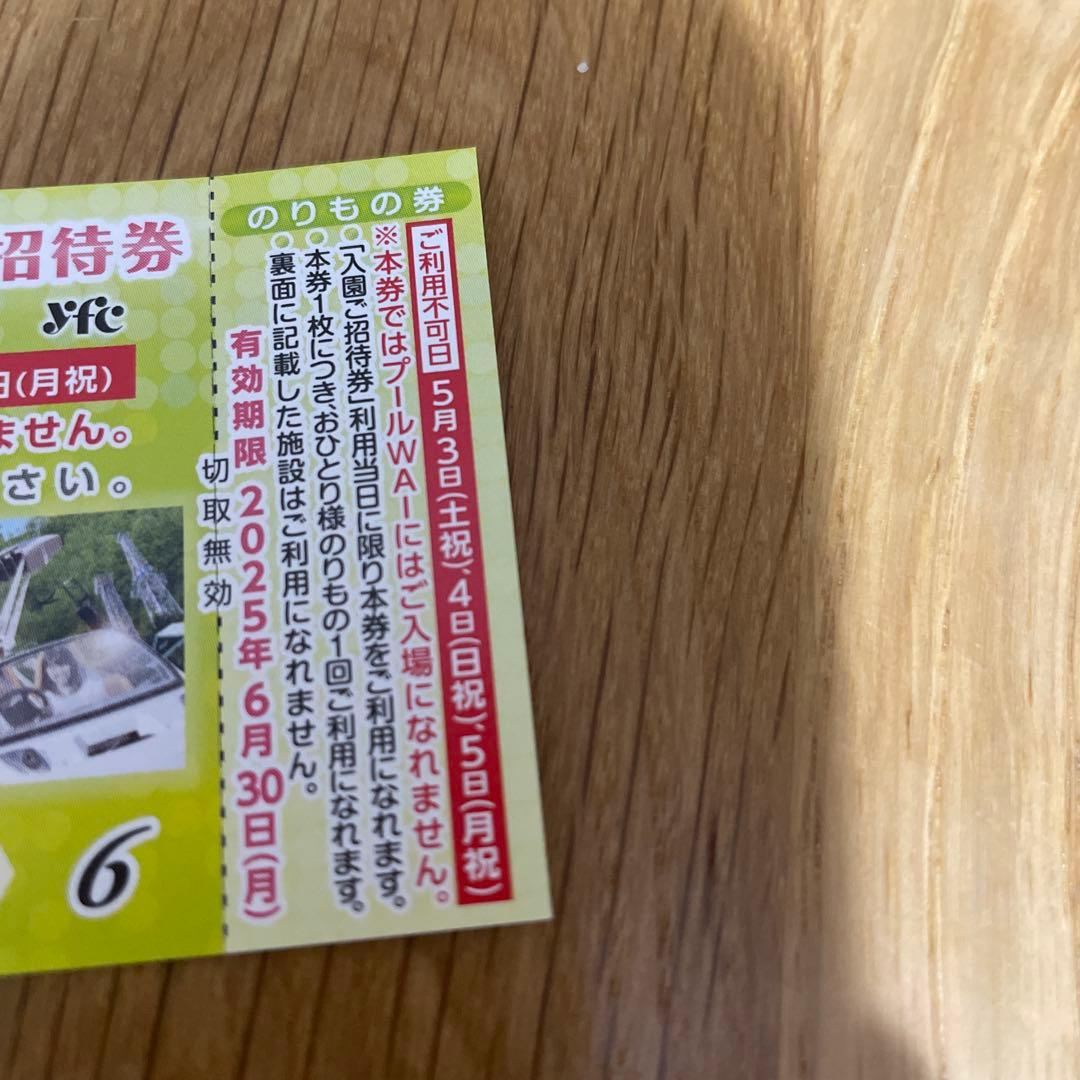 招待券
yfc
日(月祝)
ません。
さい。
6
切取無効
のりもの券
ご利用不可日 5月3日(土祝)、4日(日祝)、5日(月祝)
※本券ではプールWAIにはご入場になれません。
「入園ご招待券」利用当日に限り本券をご利用になれます。
本券1枚につき、おひとり様のりもの1回ご利用になれます。
裏面に記載した施設はご利用になれません。
有効期限 2025年6月30日(月)